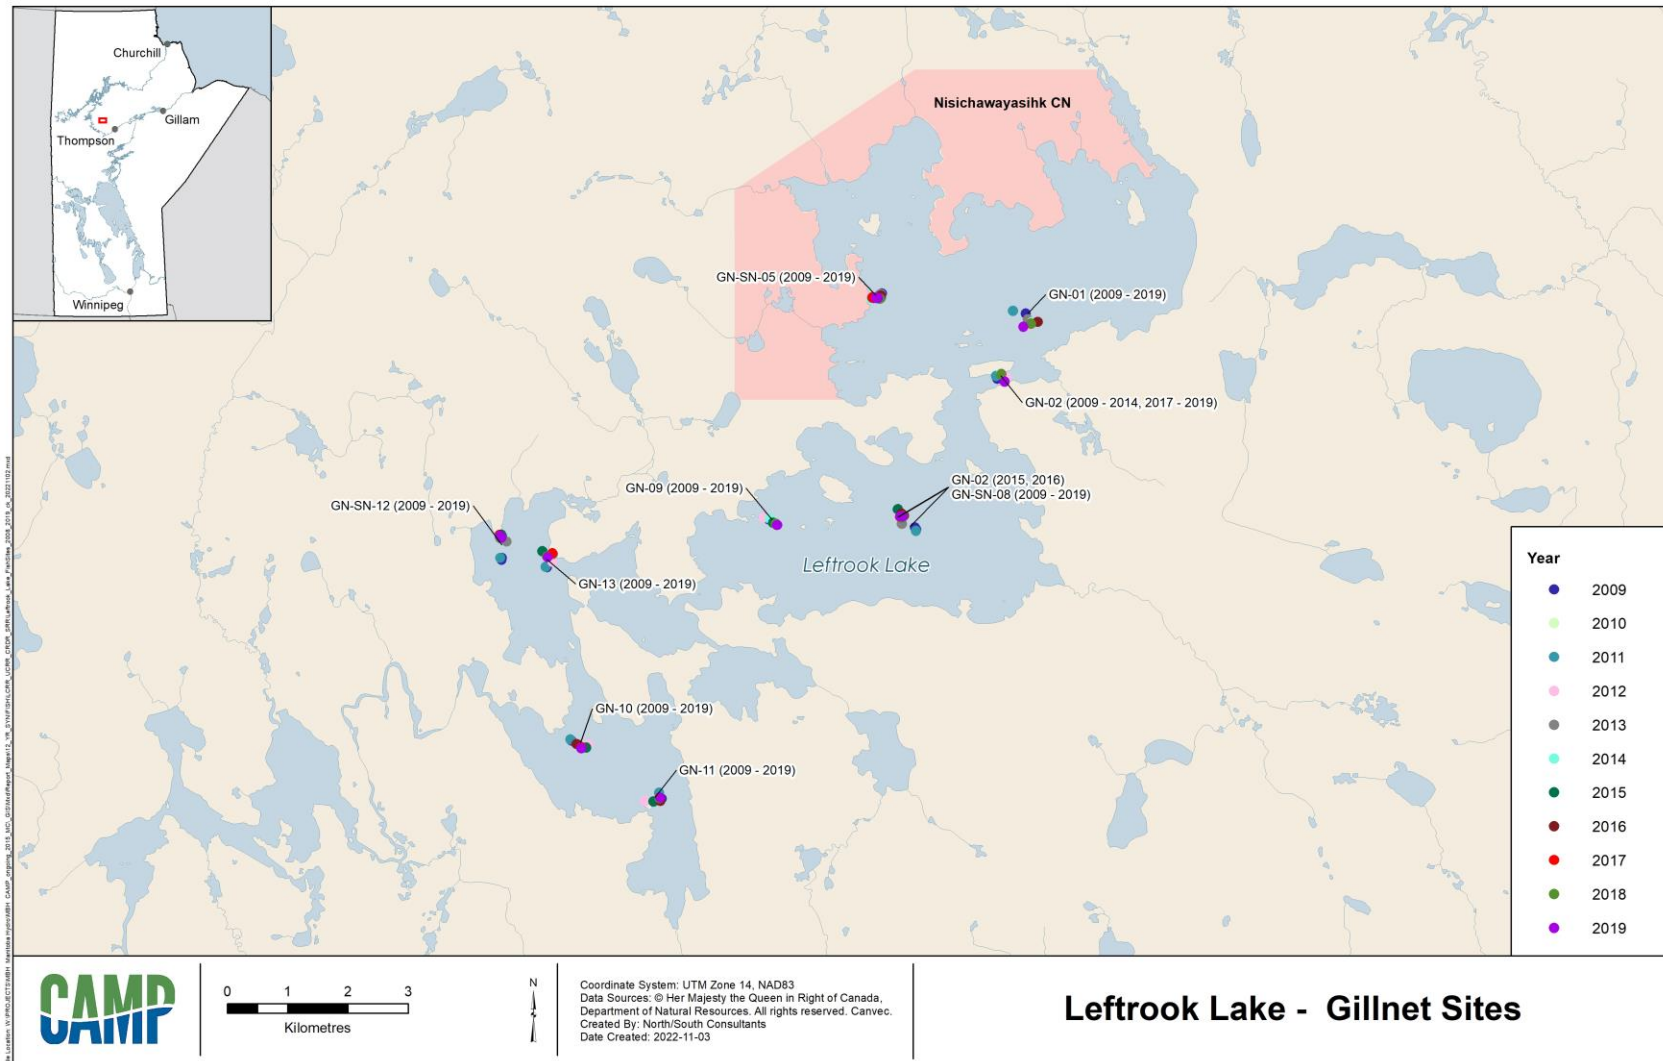 Churchill
Gillam
Thompson
Winnipeg
Nisichawayasihk CN
GN-SN-05 (2009 - 2019)
GN-01 (2009 - 2019)
GN-02 (2009 - 2014, 2017 - 2019)
GN-02 (2015, 2016)
GN-SN-08 (2009 - 2019)
GN-09 (2009 - 2019)
GN-SN-12 (2009 - 2019)
Leftrook Lake
GN-13 (2009 - 2019)
GN-10 (2009 - 2019)
GN-11 (2009 - 2019)
Year
2009
2010
2011
2012
2013
2014
2015
2016
2017
2018
2019
CAMP
0 1 2 3
Kilometres
N
Coordinate System: UTM Zone 14, NAD83
Data Sources: © Her Majesty the Queen in Right of Canada,
Department of Natural Resources. All rights reserved. Canvec.
Created By: North/South Consultants
Date Created: 2022-11-03
Leftrook Lake - Gillnet Sites